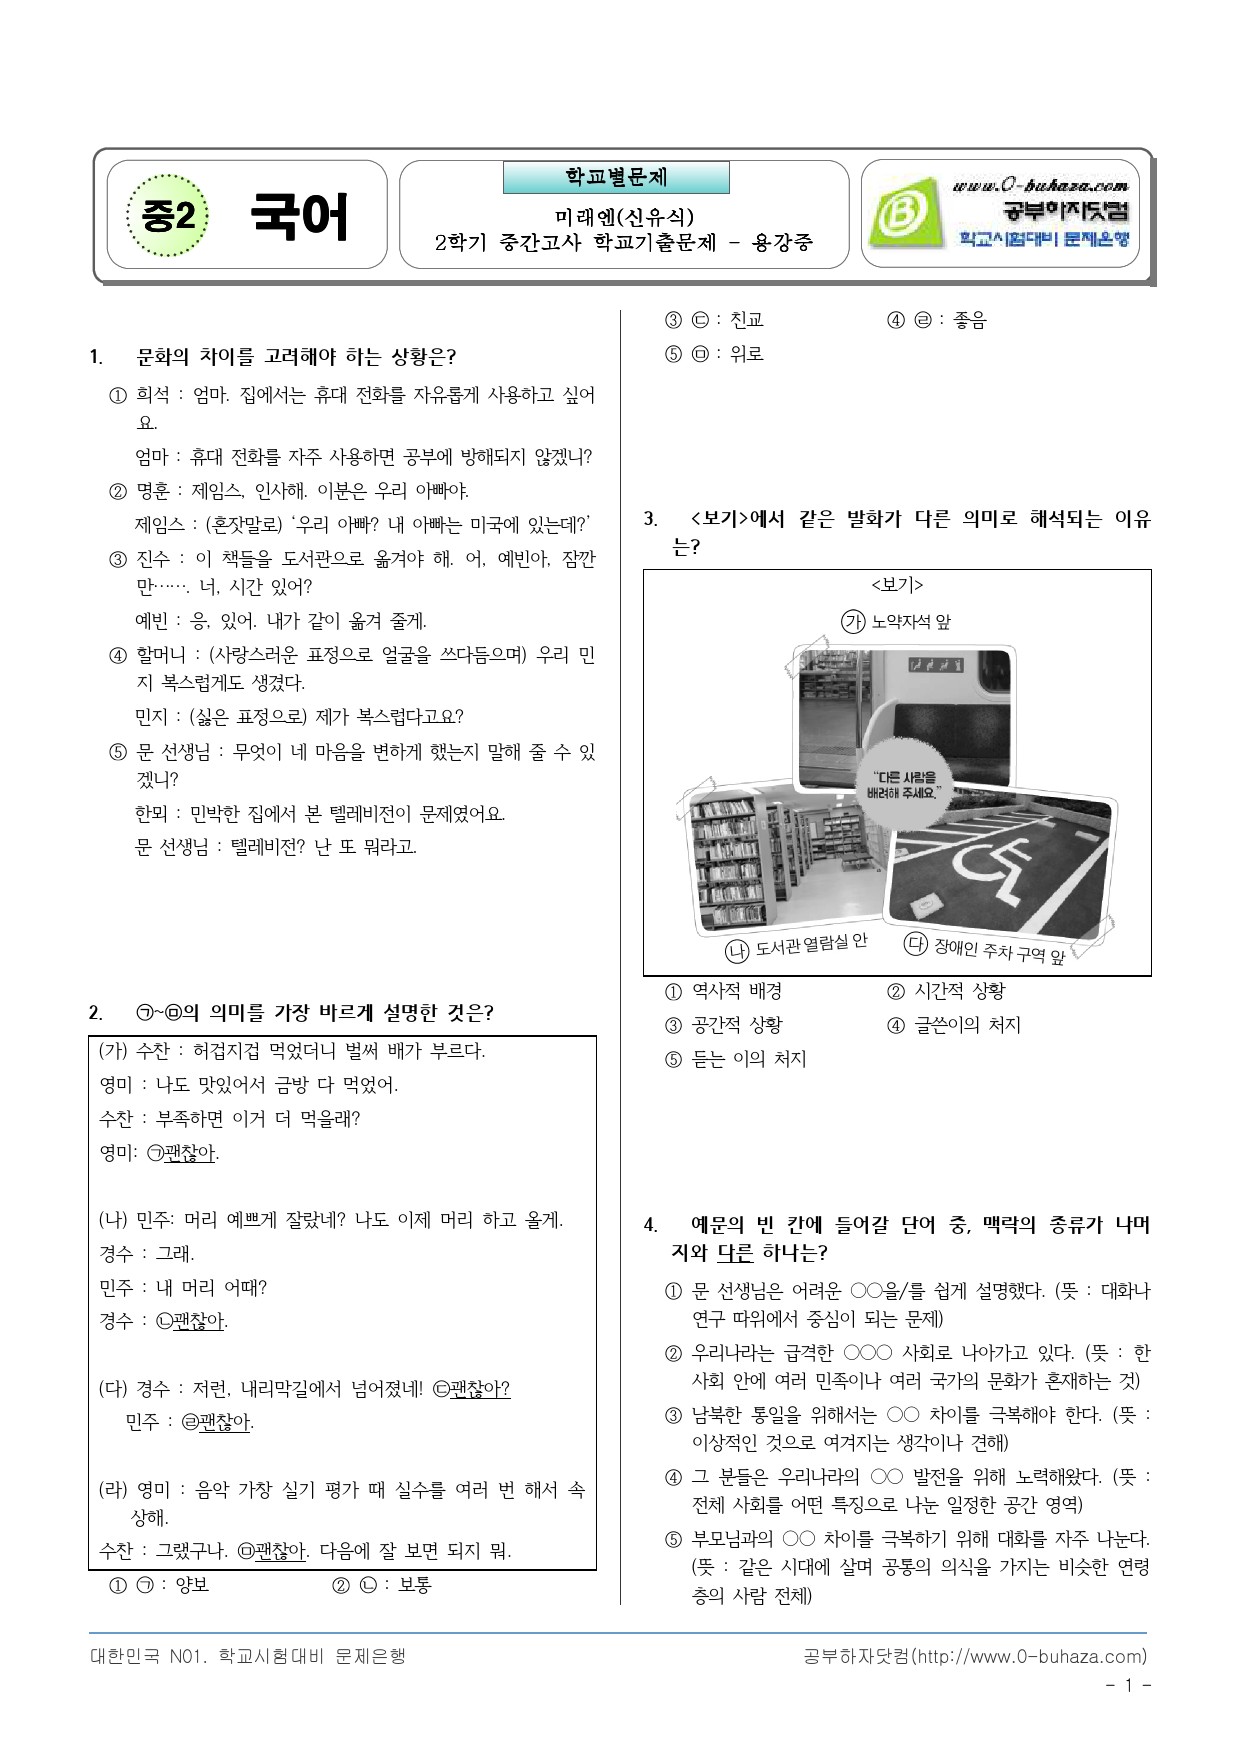 중2 국어
학교별문제
미래엔(신유식)
2학기 중간고사 학교기출문제 - 용강중
www.0-buhaza.com
공부하자닷컴
학교시험대비 문제은행
1. 문화의 차이를 고려해야 하는 상황은?
① 희석 : 엄마. 집에서는 휴대 전화를 자유롭게 사용하고 싶어
요.
엄마 : 휴대 전화를 자주 사용하면 공부에 방해되지 않겠니?
② 명훈 : 제임스, 인사해. 이분은 우리 아빠야.
제임스 : (혼잣말로) ‘우리 아빠? 내 아빠는 미국에 있는데?’
③ 진수 : 이 책들을 도서관으로 옮겨야 해. 어, 예빈아, 잠깐
만……. 너, 시간 있어?
예빈 : 응, 있어. 내가 같이 옮겨 줄게.
④ 할머니 : (사랑스러운 표정으로 얼굴을 쓰다듬으며) 우리 민
지 복스럽게도 생겼다.
민지 : (싫은 표정으로) 제가 복스럽다고요?
⑤ 문 선생님 : 무엇이 네 마음을 변하게 했는지 말해 줄 수 있
겠니?
한뫼 : 민박한 집에서 본 텔레비전이 문제였어요.
문 선생님 : 텔레비전? 난 또 뭐라고.
2. ㉠~㉤의 의미를 가장 바르게 설명한 것은?
(가) 수찬 : 허겁지겁 먹었더니 벌써 배가 부르다.
영미 : 나도 맛있어서 금방 다 먹었어.
수찬 : 부족하면 이거 더 먹을래?
영미: ㉠괜찮아.
(나) 민주: 머리 예쁘게 잘랐네? 나도 이제 머리 하고 올게.
경수 : 그래.
민주 : 내 머리 어때?
경수 : ㉡괜찮아.
(다) 경수 : 저런, 내리막길에서 넘어졌네! ㉢괜찮아?
민주 : ㉣괜찮아.
(라) 영미 : 음악 가창 실기 평가 때 실수를 여러 번 해서 속
상해.
수찬 : 그랬구나. ㉤괜찮아. 다음에 잘 보면 되지 뭐.
① ㉠ : 양보 ② ㉡ : 보통
③ ㉢ : 친교 ④ ㉣ : 좋음
⑤ ㉤ : 위로
3. <보기>에서 같은 발화가 다른 의미로 해석되는 이유
는?
<보기>
㉮ 노약자석 앞
“다른 사람을
배려해 주세요.”
㉯ 도서관 열람실 안 ㉰ 장애인 주차 구역 앞
① 역사적 배경 ② 시간적 상황
③ 공간적 상황 ④ 글쓴이의 처지
⑤ 듣는 이의 처지
4. 예문의 빈 칸에 들어갈 단어 중, 맥락의 종류가 나머
지와 다른 하나는?
① 문 선생님은 어려운 ○○을/를 쉽게 설명했다. (뜻 : 대화나
연구 따위에서 중심이 되는 문제)
② 우리나라는 급격한 ○○○ 사회로 나아가고 있다. (뜻 : 한
사회 안에 여러 민족이나 여러 국가의 문화가 혼재하는 것)
③ 남북한 통일을 위해서는 ○○ 차이를 극복해야 한다. (뜻 :
이상적인 것으로 여겨지는 생각이나 견해)
④ 그 분들은 우리나라의 ○○ 발전을 위해 노력해왔다. (뜻 :
전체 사회를 어떤 특징으로 나눈 일정한 공간 영역)
⑤ 부모님과의 ○○ 차이를 극복하기 위해 대화를 자주 나눈다.
(뜻 : 같은 시대에 살며 공통의 의식을 가지는 비슷한 연령
층의 사람 전체)
대한민국 N01. 학교시험대비 문제은행 공부하자닷컴(http://www.0-buhaza.com)
- 1 -